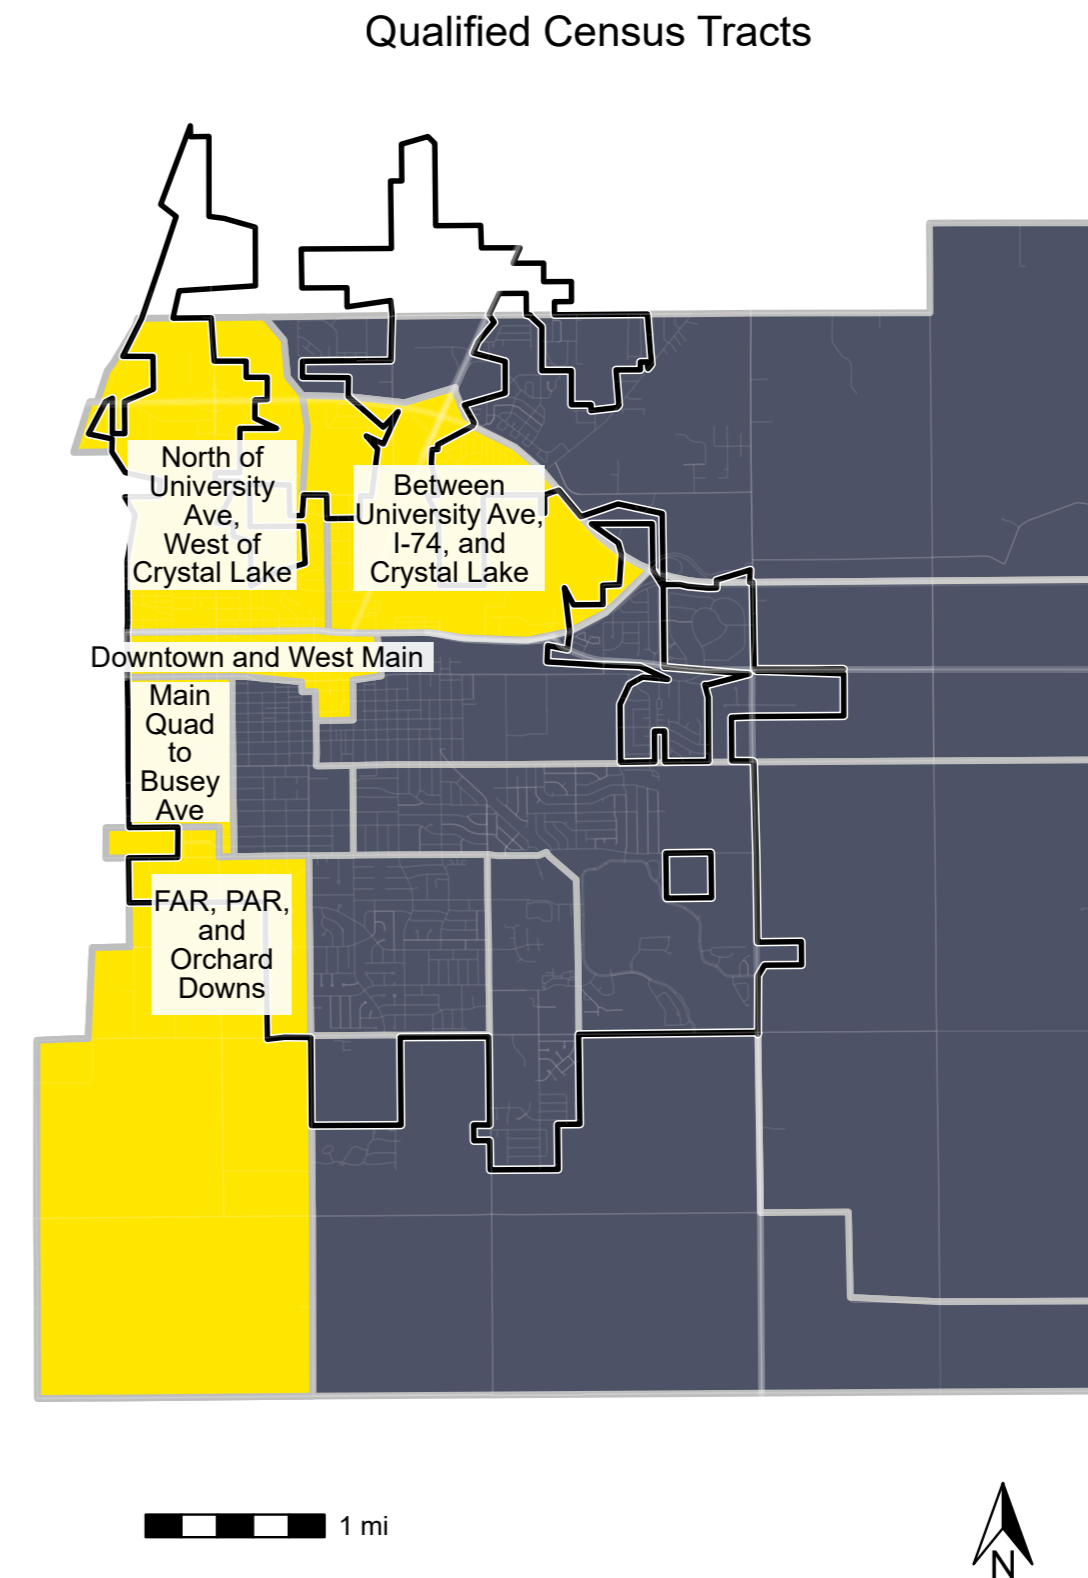 Qualified Census Tracts
North of
University
Ave,
West of
Crystal Lake
Between
University Ave,
I-74, and
Crystal Lake
Downtown and West Main
Main
Quad
to
Busey
Ave
FAR, PAR,
and
Orchard
Downs
1 mi
N